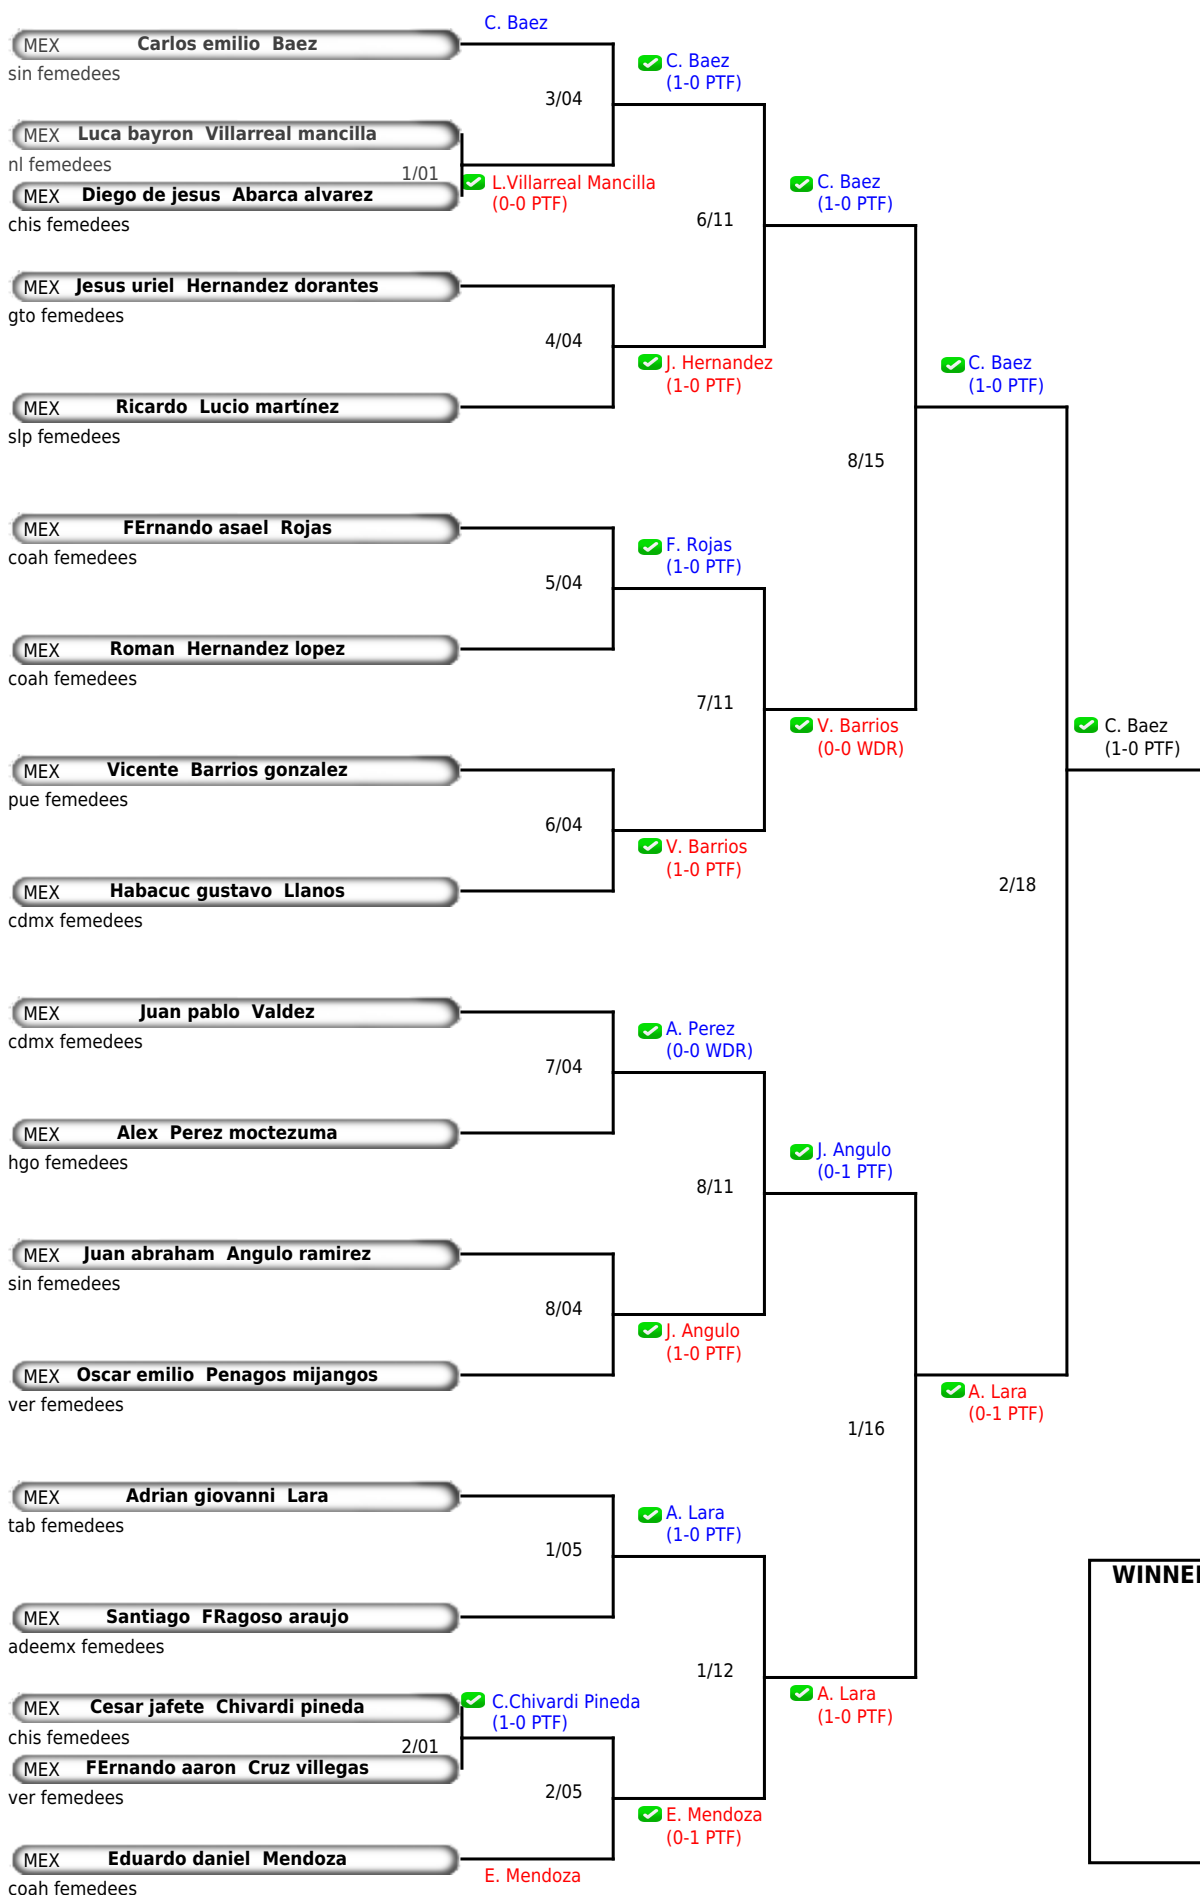 C. Baez
MEX Carlos emilio Baez
sin femedees
C. Baez
(1-0 PTF)
3/04
MEX Luca bayron Villarreal mancilla
nl femedees
1/01
L.Villarreal Mancilla
(0-0 PTF)
MEX Diego de jesus Abarca alvarez
chis femedees
C. Baez
(1-0 PTF)
6/11
MEX Jesus uriel Hernandez dorantes
gto femedees
4/04
J. Hernandez
(1-0 PTF)
C. Baez
(1-0 PTF)
MEX Ricardo Lucio martínez
slp femedees
8/15
MEX FErnando asael Rojas
coah femedees
F. Rojas
(1-0 PTF)
5/04
MEX Roman Hernandez lopez
coah femedees
7/11
V. Barrios
(0-0 WDR)
C. Baez
(1-0 PTF)
MEX Vicente Barrios gonzalez
pue femedees
6/04
V. Barrios
(1-0 PTF)
MEX Habacuc gustavo Llanos
cdmx femedees
2/18
MEX Juan pablo Valdez
cdmx femedees
A. Perez
(0-0 WDR)
7/04
MEX Alex Perez moctezuma
hgo femedees
J. Angulo
(0-1 PTF)
8/11
MEX Juan abraham Angulo ramirez
sin femedees
8/04
J. Angulo
(1-0 PTF)
MEX Oscar emilio Penagos mijangos
ver femedees
A. Lara
(0-1 PTF)
1/16
MEX Adrian giovanni Lara
tab femedees
A. Lara
(1-0 PTF)
1/05
WINNE
MEX Santiago FRagoso araujo
adeemx femedees
1/12
A. Lara
(1-0 PTF)
MEX Cesar jafete Chivardi pineda
chis femedees
C.Chivardi Pineda
(1-0 PTF)
2/01
MEX FErnando aaron Cruz villegas
ver femedees
2/05
E. Mendoza
(0-1 PTF)
MEX Eduardo daniel Mendoza
coah femedees
E. Mendoza